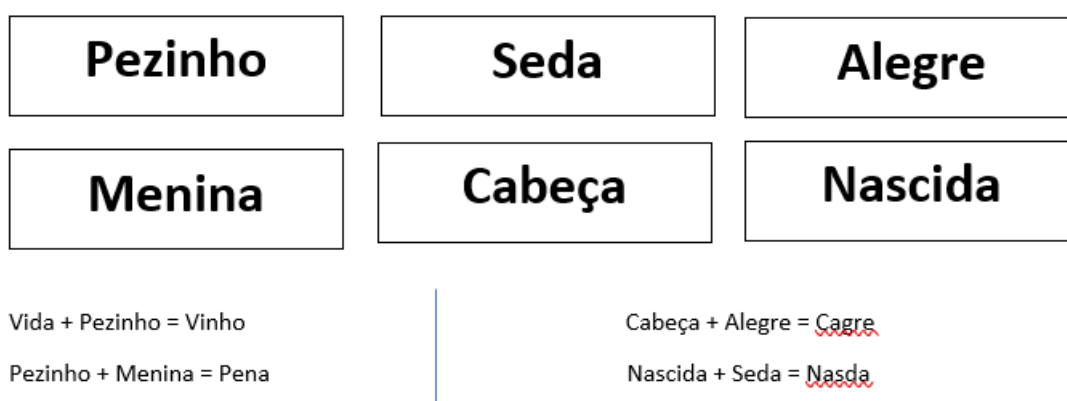 Pezinho Seda Alegre
Menina Cabeça Nascida
Vida + Pezinho = Vinho
Pezinho + Menina = Pena
Cabeça + Alegre = Cagre
Nascida + Seda = Nasda